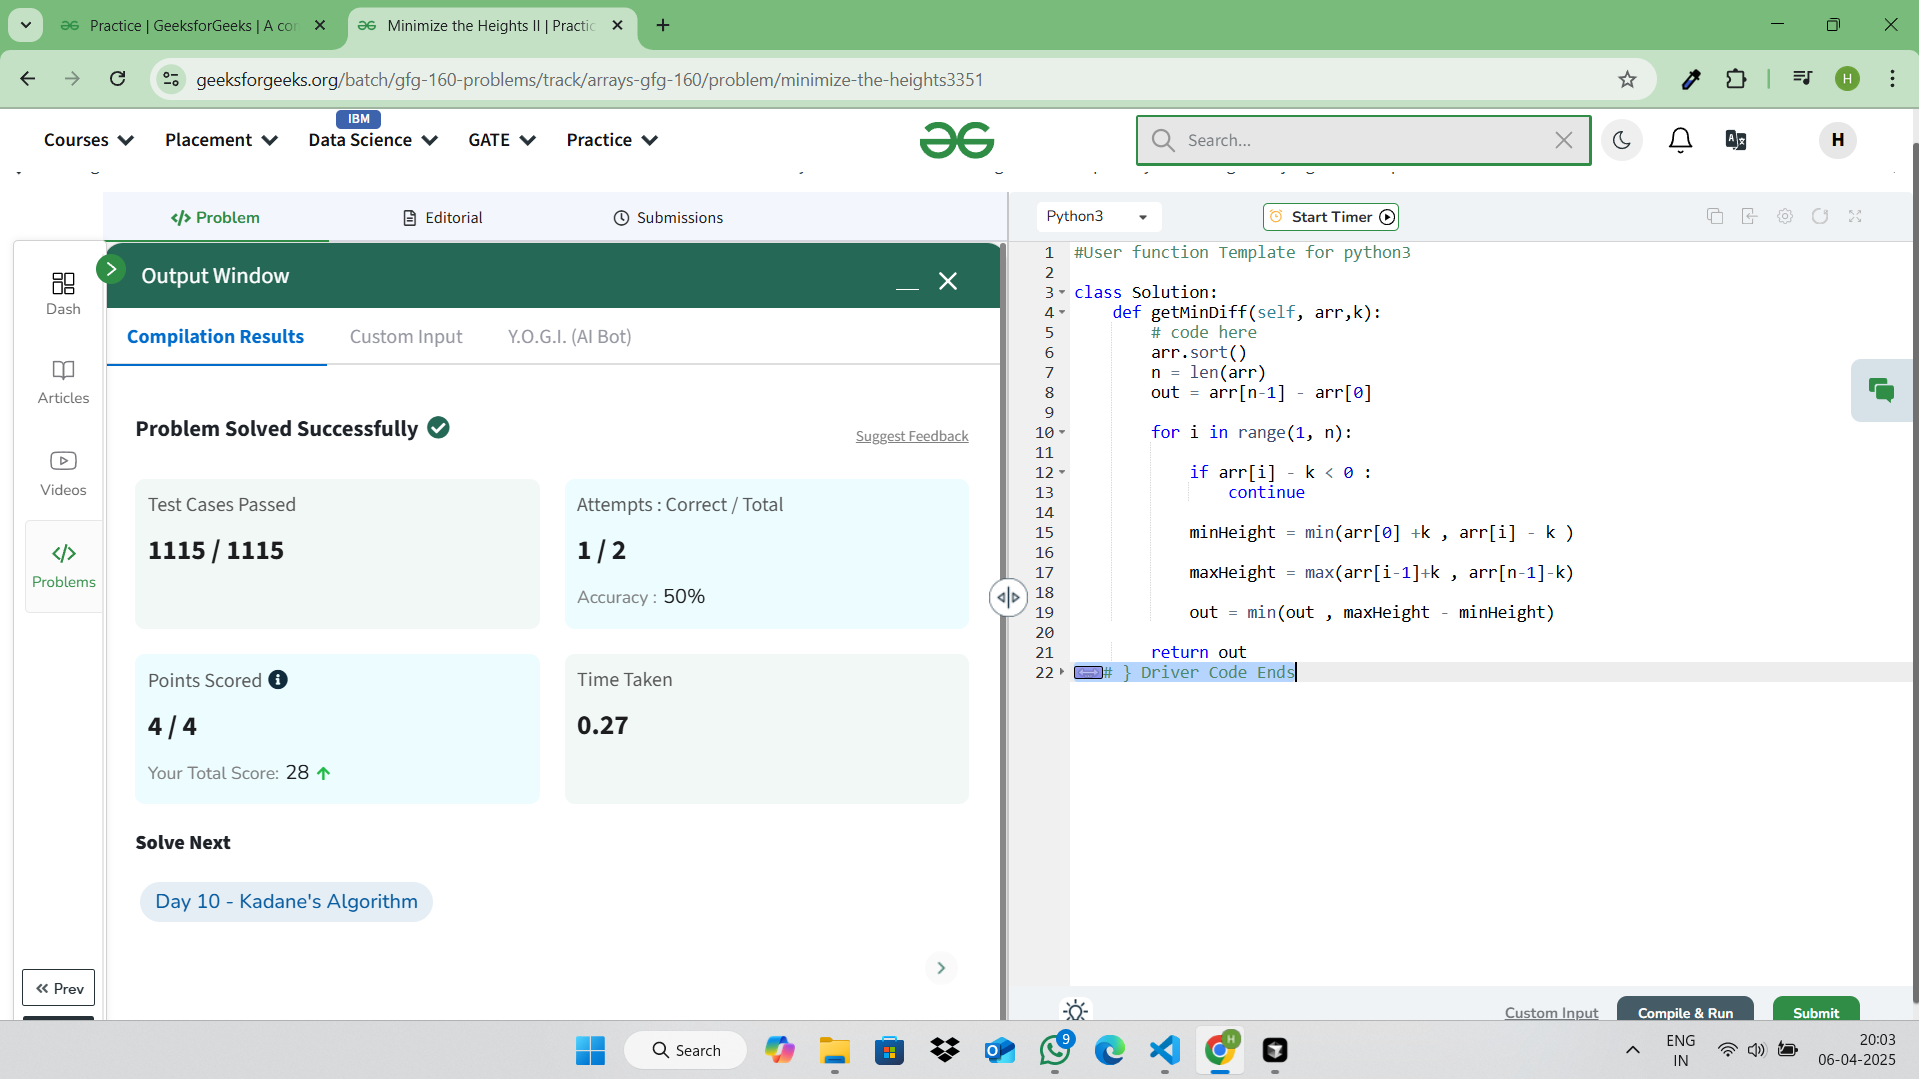 Practice | GeeksforGeeks | A cor
Minimize the Heights II | Practic
geeksforgeeks.org/batch/gfg-160-problems/track/arrays-gfg-160/problem/minimize-the-heights3351
H
IBM
Courses
Placement
Data Science
GATE
Practice
Search...
H
</> Problem
Editorial
Submissions
Python3
Start Timer
Dash
Articles
Videos
Problems
Prev
Output Window
Compilation Results
Custom Input
Y.O.G.I. (AI Bot)
Problem Solved Successfully
Suggest Feedback
Test Cases Passed
1115 / 1115
Attempts : Correct / Total
1 / 2
Accuracy : 50%
Points Scored
4 / 4
Your Total Score: 28
Time Taken
0.27
Solve Next
Day 10 - Kadane's Algorithm
1 #User function Template for python3
2
3 class Solution:
4 def getMinDiff(self, arr,k):
5 # code here
6 arr.sort()
7 n = len(arr)
8 out = arr[n-1] - arr[0]
9
10 for i in range(1, n):
11
12 if arr[i] - k < 0 :
13 continue
14
15 minHeight = min(arr[0] +k , arr[i] - k )
16
17 maxHeight = max(arr[i-1]+k , arr[n-1]-k)
18
19 out = min(out , maxHeight - minHeight)
20
21 return out
22 # } Driver Code Ends
Custom Input
Compile & Run
Submit
Search
9
H
ENG
IN
20:03
06-04-2025